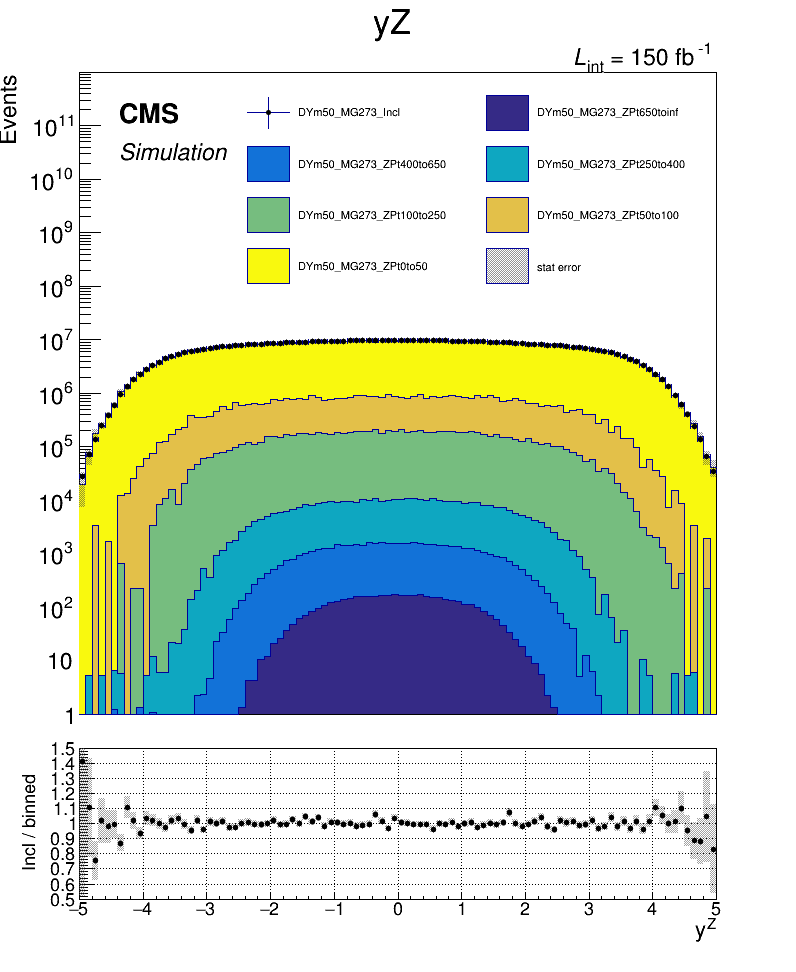 yZ
L_int = 150 fb^-1
Events
CMS
Simulation
DYm50_MG273_Incl
DYm50_MG273_ZPt650toinf
DYm50_MG273_ZPt400to650
DYm50_MG273_ZPt250to400
DYm50_MG273_ZPt100to250
DYm50_MG273_ZPt50to100
DYm50_MG273_ZPt0to50
stat error
10^11
10^10
10^9
10^8
10^7
10^6
10^5
10^4
10^3
10^2
10
1
Incl / binned
1.5
1.4
1.3
1.2
1.1
1
0.9
0.8
0.7
0.6
0.5
−5 −4 −3 −2 −1 0 1 2 3 4 5
y^Z